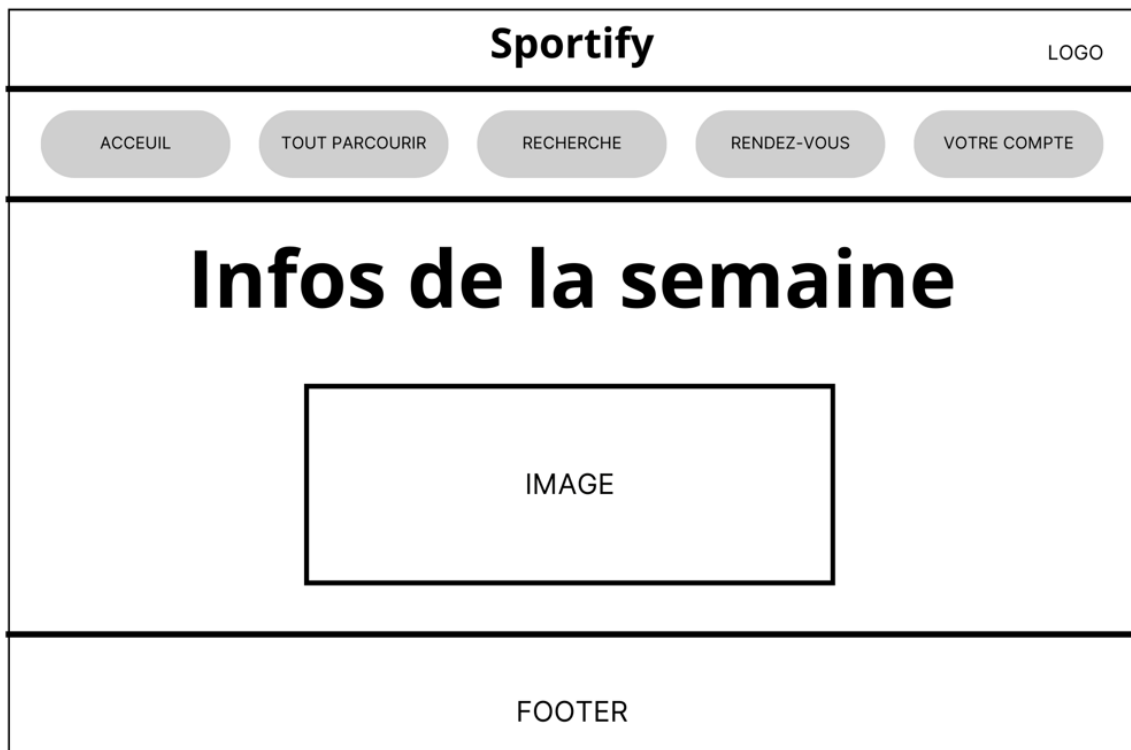 Sportify
LOGO
ACCEUIL
TOUT PARCOURIR
RECHERCHE
RENDEZ-VOUS
VOTRE COMPTE
Infos de la semaine
IMAGE
FOOTER